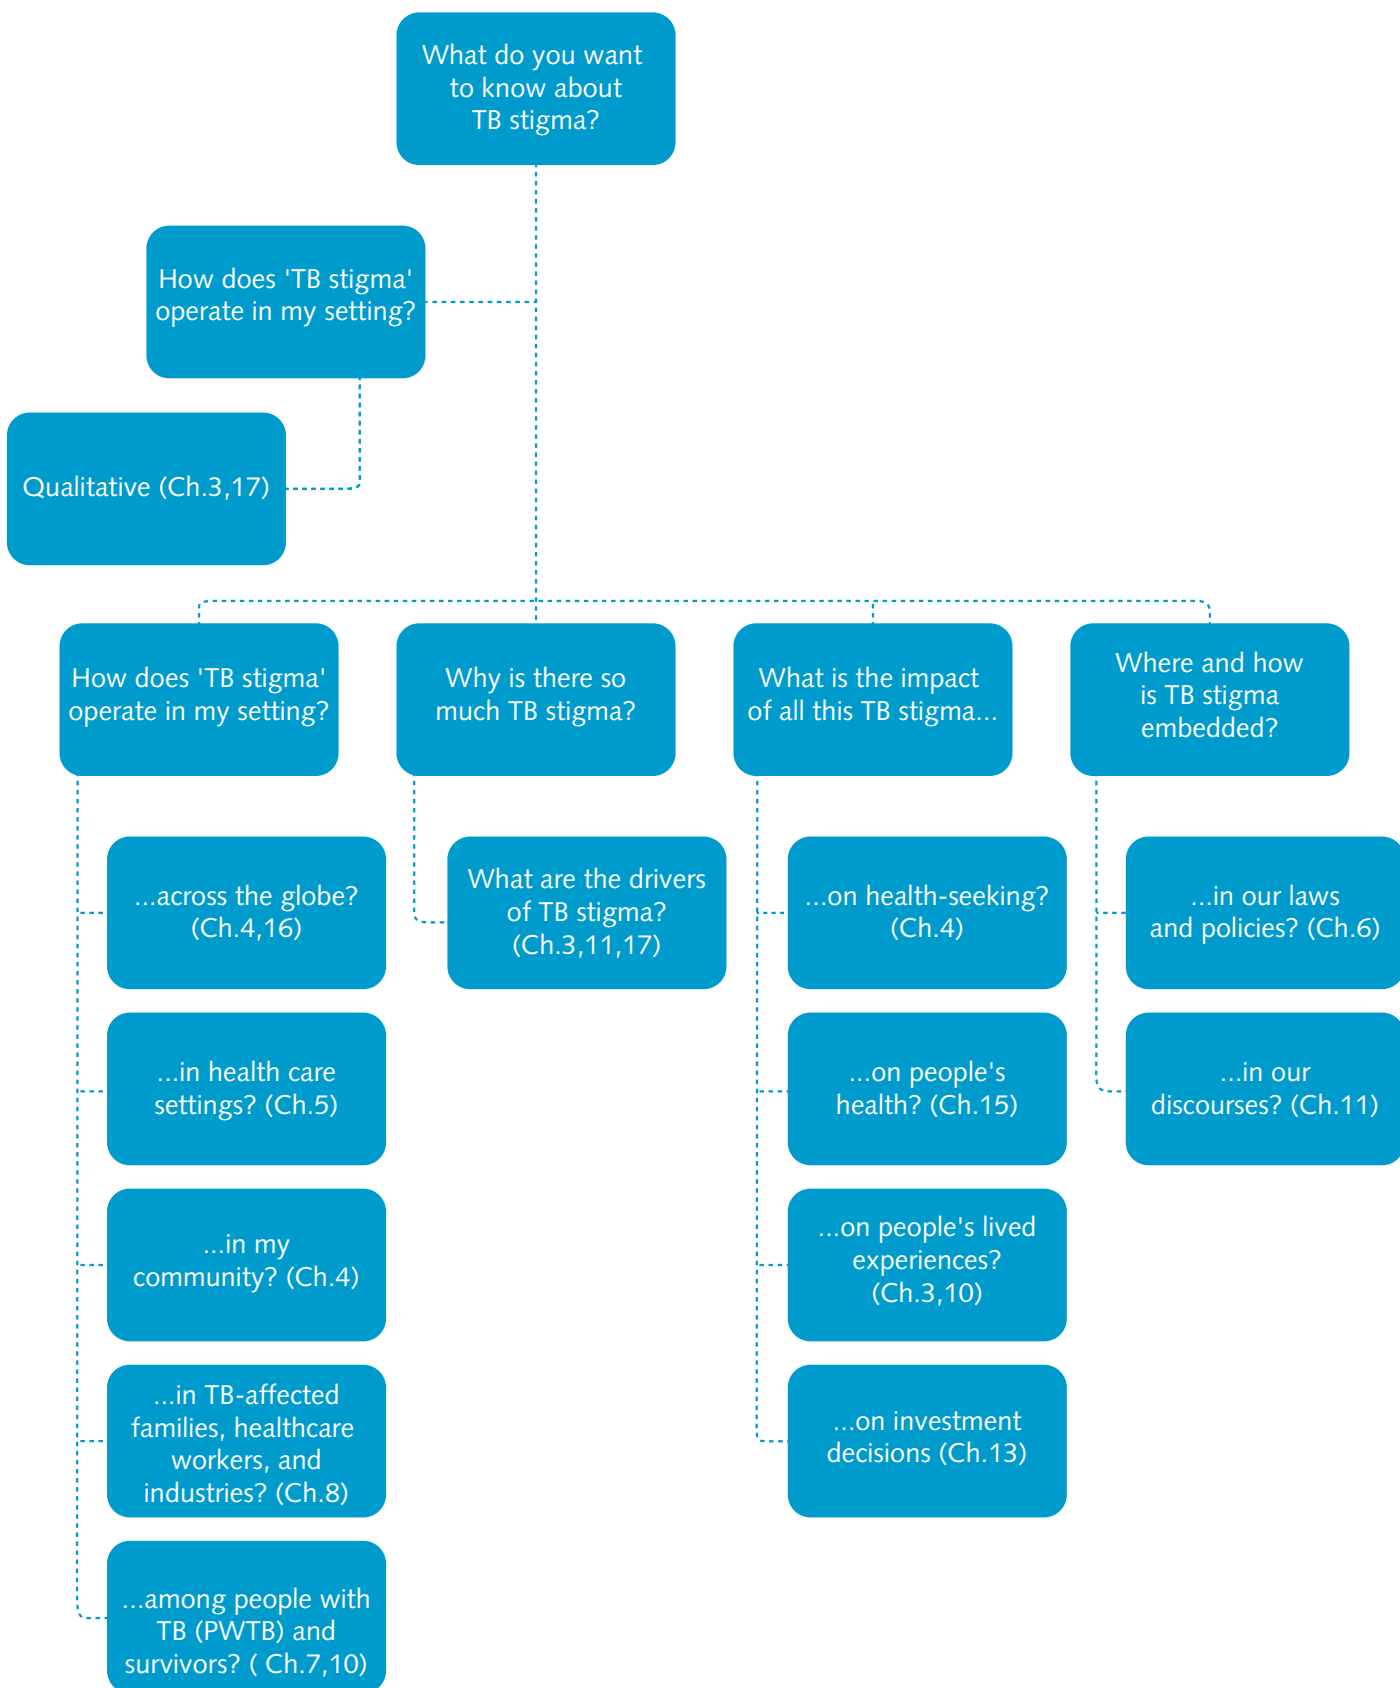 What do you want
to know about
TB stigma?
How does 'TB stigma'
operate in my setting?
Qualitative (Ch.3,17)
How does 'TB stigma'
operate in my setting?
Why is there so
much TB stigma?
What is the impact
of all this TB stigma...
Where and how
is TB stigma
embedded?
...across the globe?
(Ch.4,16)
...in health care
settings? (Ch.5)
...in my
community? (Ch.4)
...in TB-affected
families, healthcare
workers, and
industries? (Ch.8)
...among people with
TB (PWTB) and
survivors? ( Ch.7,10)
What are the drivers
of TB stigma?
(Ch.3,11,17)
...on health-seeking?
(Ch.4)
...on people's
health? (Ch.15)
...on people's lived
experiences?
(Ch.3,10)
...on investment
decisions (Ch.13)
...in our laws
and policies? (Ch.6)
...in our
discourses? (Ch.11)